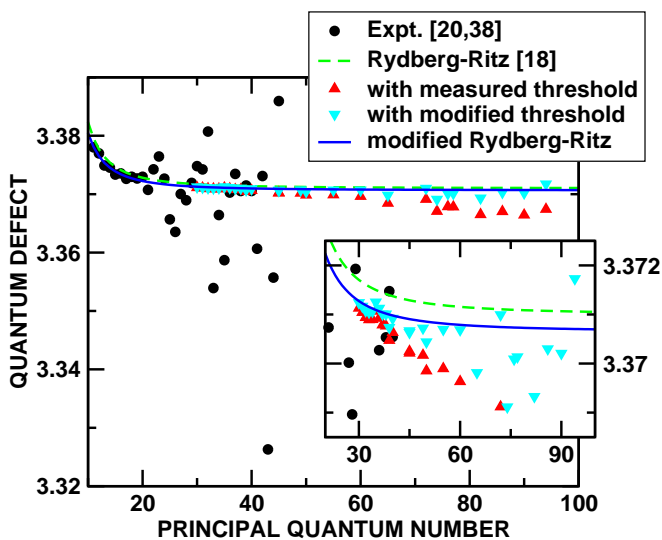 Expt. [20,38]
Rydberg-Ritz [18]
with measured threshold
with modified threshold
modified Rydberg-Ritz
QUANTUM DEFECT
3.38
3.36
3.34
3.32
3.372
3.37
30 60 90
20 40 60 80 100
PRINCIPAL QUANTUM NUMBER